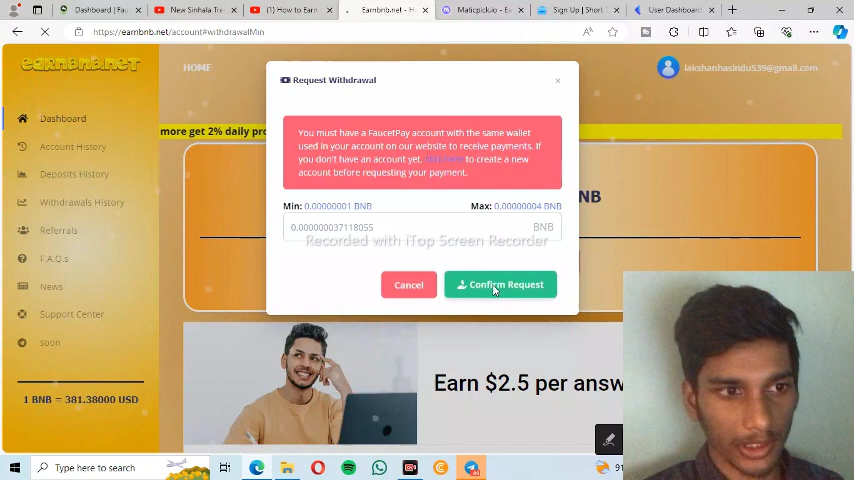 Dashboard | Fau
New Sinhala Tre
(1) How to Earn
Earnbnb.net - H
Maticpick.io - Ea
Sign Up | Short
User Dashboard
https://earnbnb.net/account#withdrawalMin
earnbnb.net
HOME
lakshanhasindu539@gmail.com
Request Withdrawal
×
more get 2% daily pro
You must have a FaucetPay account with the same wallet
used in your account on our website to receive payments. If
you don't have an account yet, click here to create a new
account before requesting your payment.
Min: 0.00000001 BNB
Max: 0.00000004 BNB
0.000000037118055
BNB
BNB
Recorded with iTop Screen Recorder
Cancel
Confirm Request
Dashboard
Account History
Deposits History
Withdrawals History
Referrals
F.A.Q.s
News
Support Center
soon
1 BNB = 381.38000 USD
Earn $2.5 per answ
Type here to search
91